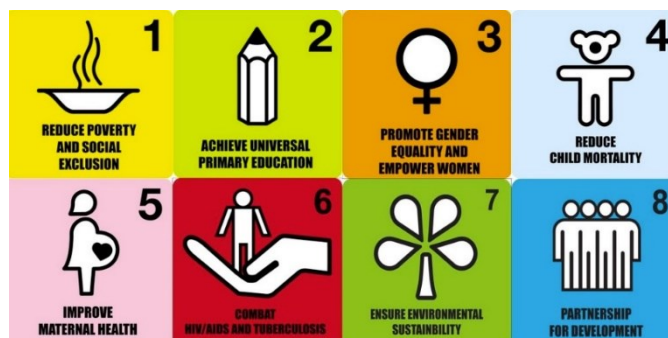 1
REDUCE POVERTY
AND SOCIAL
EXCLUSION
2
ACHIEVE UNIVERSAL
PRIMARY EDUCATION
3
PROMOTE GENDER
EQUALITY AND
EMPOWER WOMEN
4
REDUCE
CHILD MORTALITY
5
IMPROVE
MATERNAL HEALTH
6
COMBAT
HIV/AIDS AND TUBERCULOSIS
7
ENSURE ENVIRONMENTAL
SUSTAINBILITY
8
PARTNERSHIP
FOR DEVELOPMENT